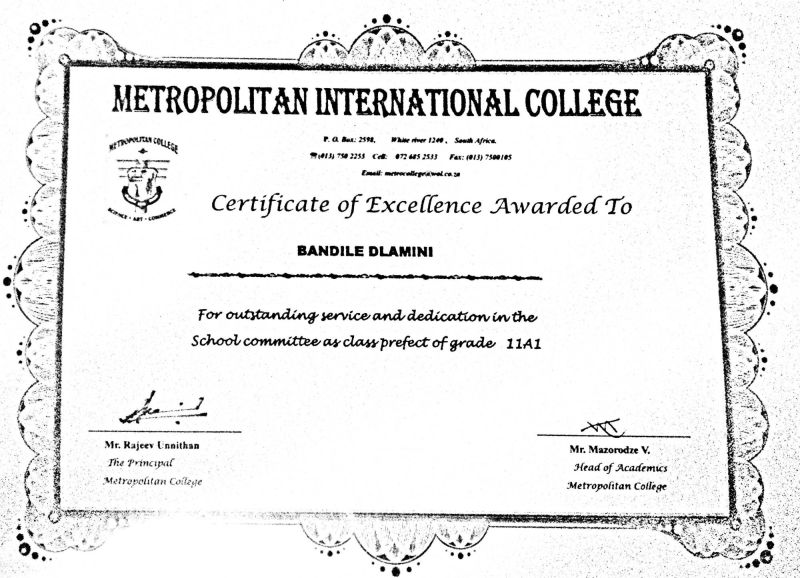 METROPOLITAN INTERNATIONAL COLLEGE
P. O. Box: 2598, White river 1240 , South Africa.
☎(013) 750 2253 Cell: 072 685 2533 Fax: (013) 7500105
Email: metrocollege@wol.co.za
METROPOLITAN COLLEGE
SCIENCE • ART • COMMERCE
Certificate of Excellence Awarded To
BANDILE DLAMINI
For outstanding service and dedication in the
School committee as class prefect of grade 11A1
Mr. Rajeev Unnithan
The Principal
Metropolitan College
Mr. Mazorodze V.
Head of Academics
Metropolitan College